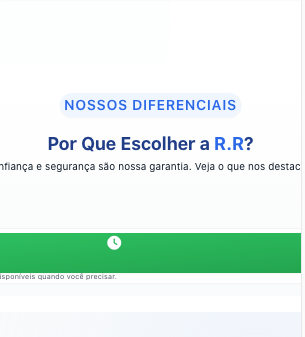 NOSSOS DIFERENCIAIS
Por Que Escolher a R.R?
nfiança e segurança são nossa garantia. Veja o que nos destac
isponíveis quando você precisar.